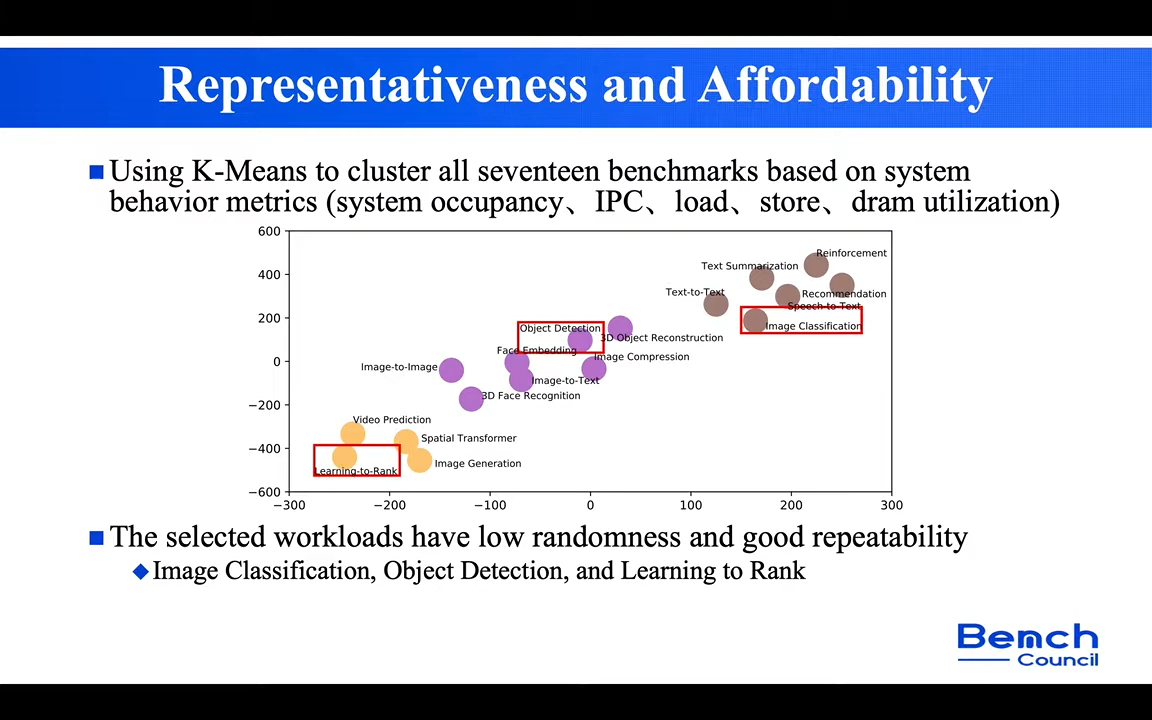 Representativeness and Affordability
Using K-Means to cluster all seventeen benchmarks based on system
behavior metrics (system occupancy、IPC、load、store、dram utilization)
600
400
200
0
−200
−400
−600
−300
−200
−100
0
100
200
300
Reinforcement
Text Summarization
Text-to-Text
Recommendation
Speech-to-Text
Image Classification
Object Detection
3D Object Reconstruction
Face Embedding
Image Compression
Image-to-Image
Image-to-Text
3D Face Recognition
Video Prediction
Spatial Transformer
Image Generation
Learning-to-Rank
The selected workloads have low randomness and good repeatability
Image Classification, Object Detection, and Learning to Rank
Bench
Council